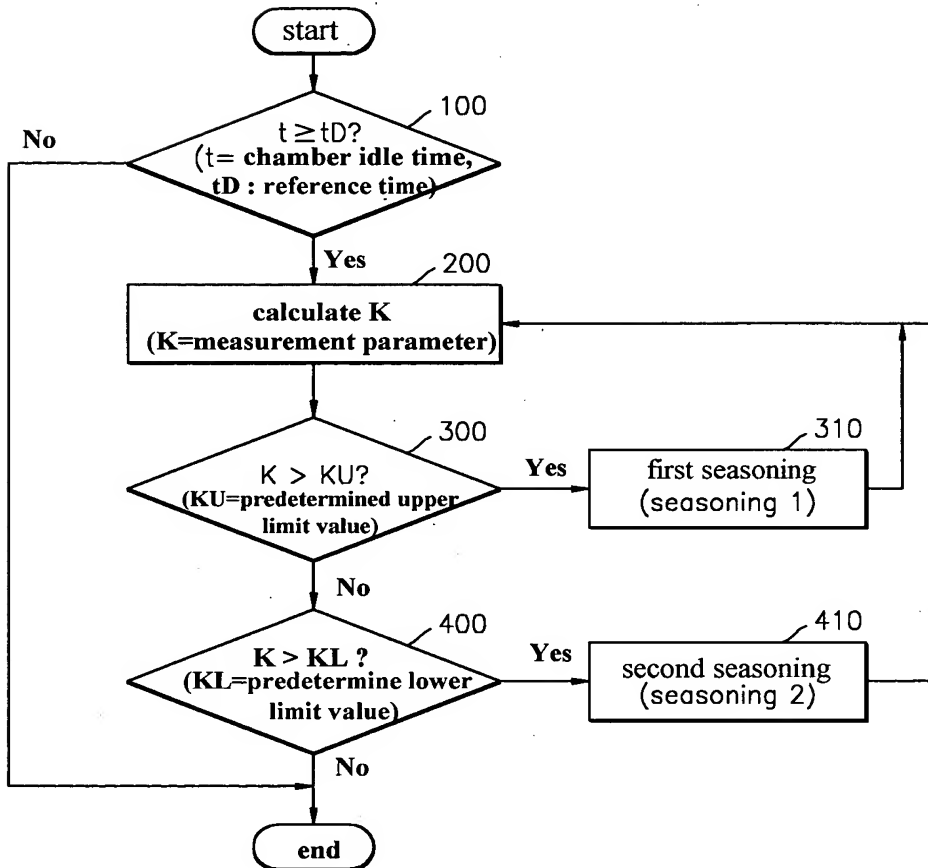 start
100
t ≥ tD?
(t= chamber idle time,
tD : reference time)
No
Yes
200
calculate K
(K=measurement parameter)
300
K > KU?
(KU=predetermined upper
limit value)
Yes
310
first seasoning
(seasoning 1)
No
400
K > KL ?
(KL=predetermine lower
limit value)
Yes
410
second seasoning
(seasoning 2)
No
end